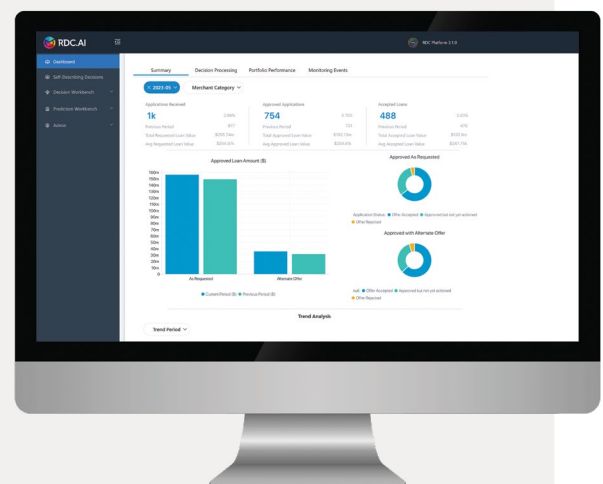 RDC.AI
RDC Platform 2.1.0
Dashboard
Self-Describing Decisions
Decision Workbench
Prediction Workbench
Admin
Summary Decision Processing Portfolio Performance Monitoring Events
× 2023-05 Merchant Category
Applications Received Approved Applications Accepted Loans
1k 754 488
Previous Period Previous Period Previous Period
Total Requested Loan Value Total Approved Loan Value Total Accepted Loan Value
Avg Requested Loan Value Avg Approved Loan Value Avg Accepted Loan Value
Approved Loan Amount ($)
160m
150m
140m
130m
120m
110m
100m
90m
80m
70m
60m
50m
40m
30m
20m
10m
0
As Requested Alternate Offer
Current Period ($) Previous Period ($)
Approved As Requested
Application Status: Offer Accepted Approved but not yet actioned
Offer Rejected
Approved with Alternate Offer
Offer Accepted Approved but not yet actioned
Offer Rejected
Trend Analysis
Trend Period